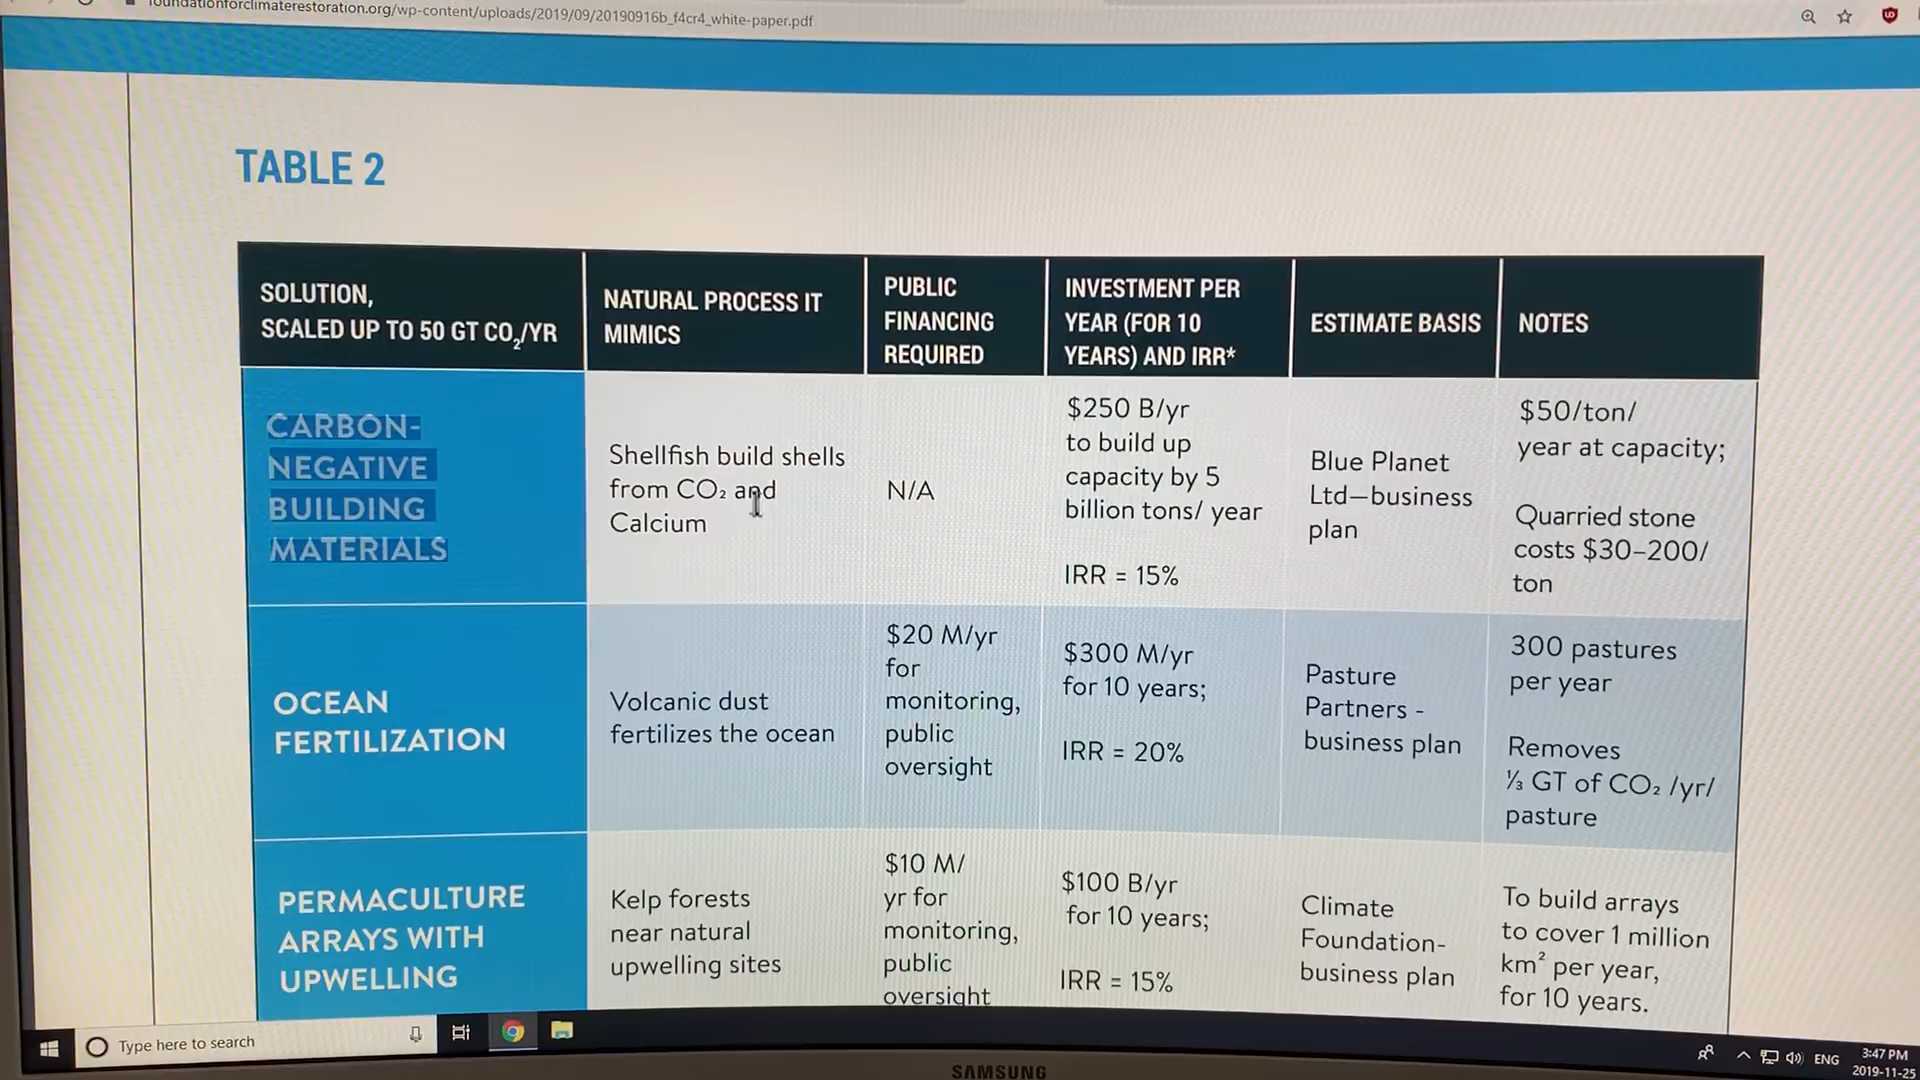 foundationforclimaterestoration.org/wp-content/uploads/2019/09/20190916b_f4cr4_white-paper.pdf
TABLE 2
SOLUTION,
SCALED UP TO 50 GT CO₂/YR
NATURAL PROCESS IT
MIMICS
PUBLIC
FINANCING
REQUIRED
INVESTMENT PER
YEAR (FOR 10
YEARS) AND IRR*
ESTIMATE BASIS
NOTES
CARBON-
NEGATIVE
BUILDING
MATERIALS
Shellfish build shells
from CO₂ and
Calcium
N/A
$250 B/yr
to build up
capacity by 5
billion tons/ year
IRR = 15%
Blue Planet
Ltd—business
plan
$50/ton/
year at capacity;
Quarried stone
costs $30–200/
ton
OCEAN
FERTILIZATION
Volcanic dust
fertilizes the ocean
$20 M/yr
for
monitoring,
public
oversight
$300 M/yr
for 10 years;
IRR = 20%
Pasture
Partners -
business plan
300 pastures
per year
Removes
⅓ GT of CO₂ /yr/
pasture
PERMACULTURE
ARRAYS WITH
UPWELLING
Kelp forests
near natural
upwelling sites
$10 M/
yr for
monitoring,
public
oversight
$100 B/yr
for 10 years;
IRR = 15%
Climate
Foundation-
business plan
To build arrays
to cover 1 million
km² per year,
for 10 years.
Type here to search
ENG
3:47 PM
2019-11-25
SAMSUNG